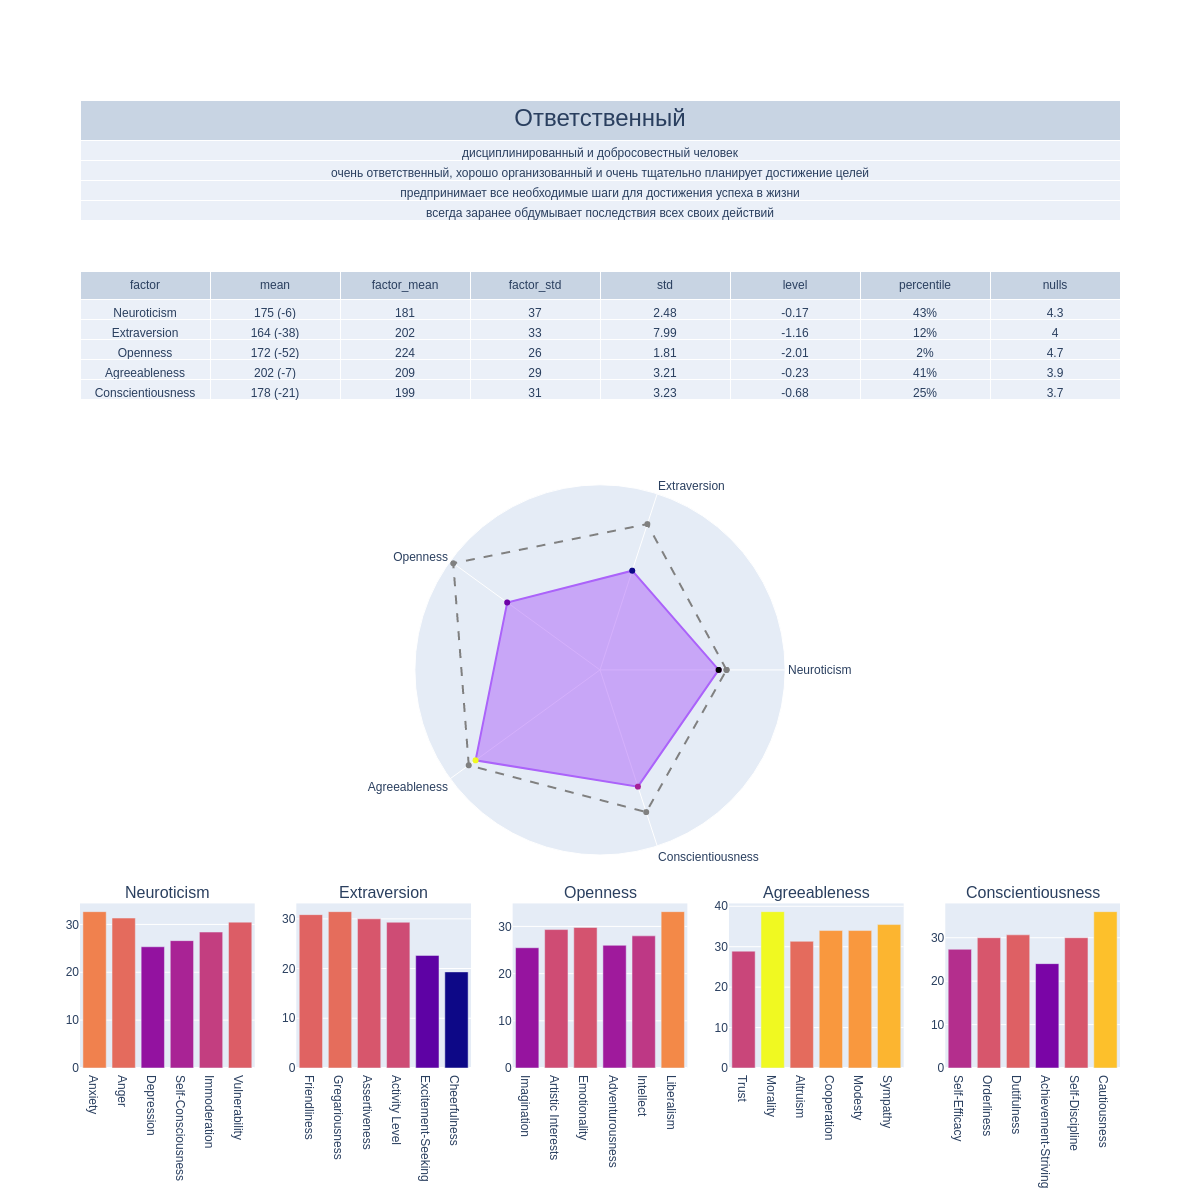 Ответственный
дисциплинированный и добросовестный человек
очень ответственный, хорошо организованный и очень тщательно планирует достижение целей
предпринимает все необходимые шаги для достижения успеха в жизни
всегда заранее обдумывает последствия всех своих действий
factor mean factor_mean factor_std std level percentile nulls
Neuroticism 175 (-6) 181 37 2.48 -0.17 43% 4.3
Extraversion 164 (-38) 202 33 7.99 -1.16 12% 4
Openness 172 (-52) 224 26 1.81 -2.01 2% 4.7
Agreeableness 202 (-7) 209 29 3.21 -0.23 41% 3.9
Conscientiousness 178 (-21) 199 31 3.23 -0.68 25% 3.7
Extraversion
Openness
Neuroticism
Agreeableness
Conscientiousness
Neuroticism
30
20
10
0
Anxiety
Anger
Depression
Self-Consciousness
Immoderation
Vulnerability
Extraversion
30
20
10
0
Friendliness
Gregariousness
Assertiveness
Activity Level
Excitement-Seeking
Cheerfulness
Openness
30
20
10
0
Imagination
Artistic Interests
Emotionality
Adventurousness
Intellect
Liberalism
Agreeableness
40
30
20
10
0
Trust
Morality
Altruism
Cooperation
Modesty
Sympathy
Conscientiousness
30
20
10
0
Self-Efficacy
Orderliness
Dutifulness
Achievement-Striving
Self-Discipline
Cautiousness